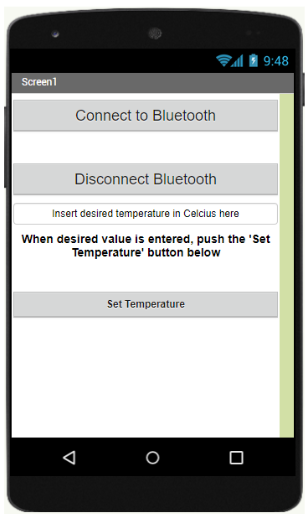 9:48
Screen1
Connect to Bluetooth
Disconnect Bluetooth
Insert desired temperature in Celcius here
When desired value is entered, push the 'Set
Temperature' button below
Set Temperature